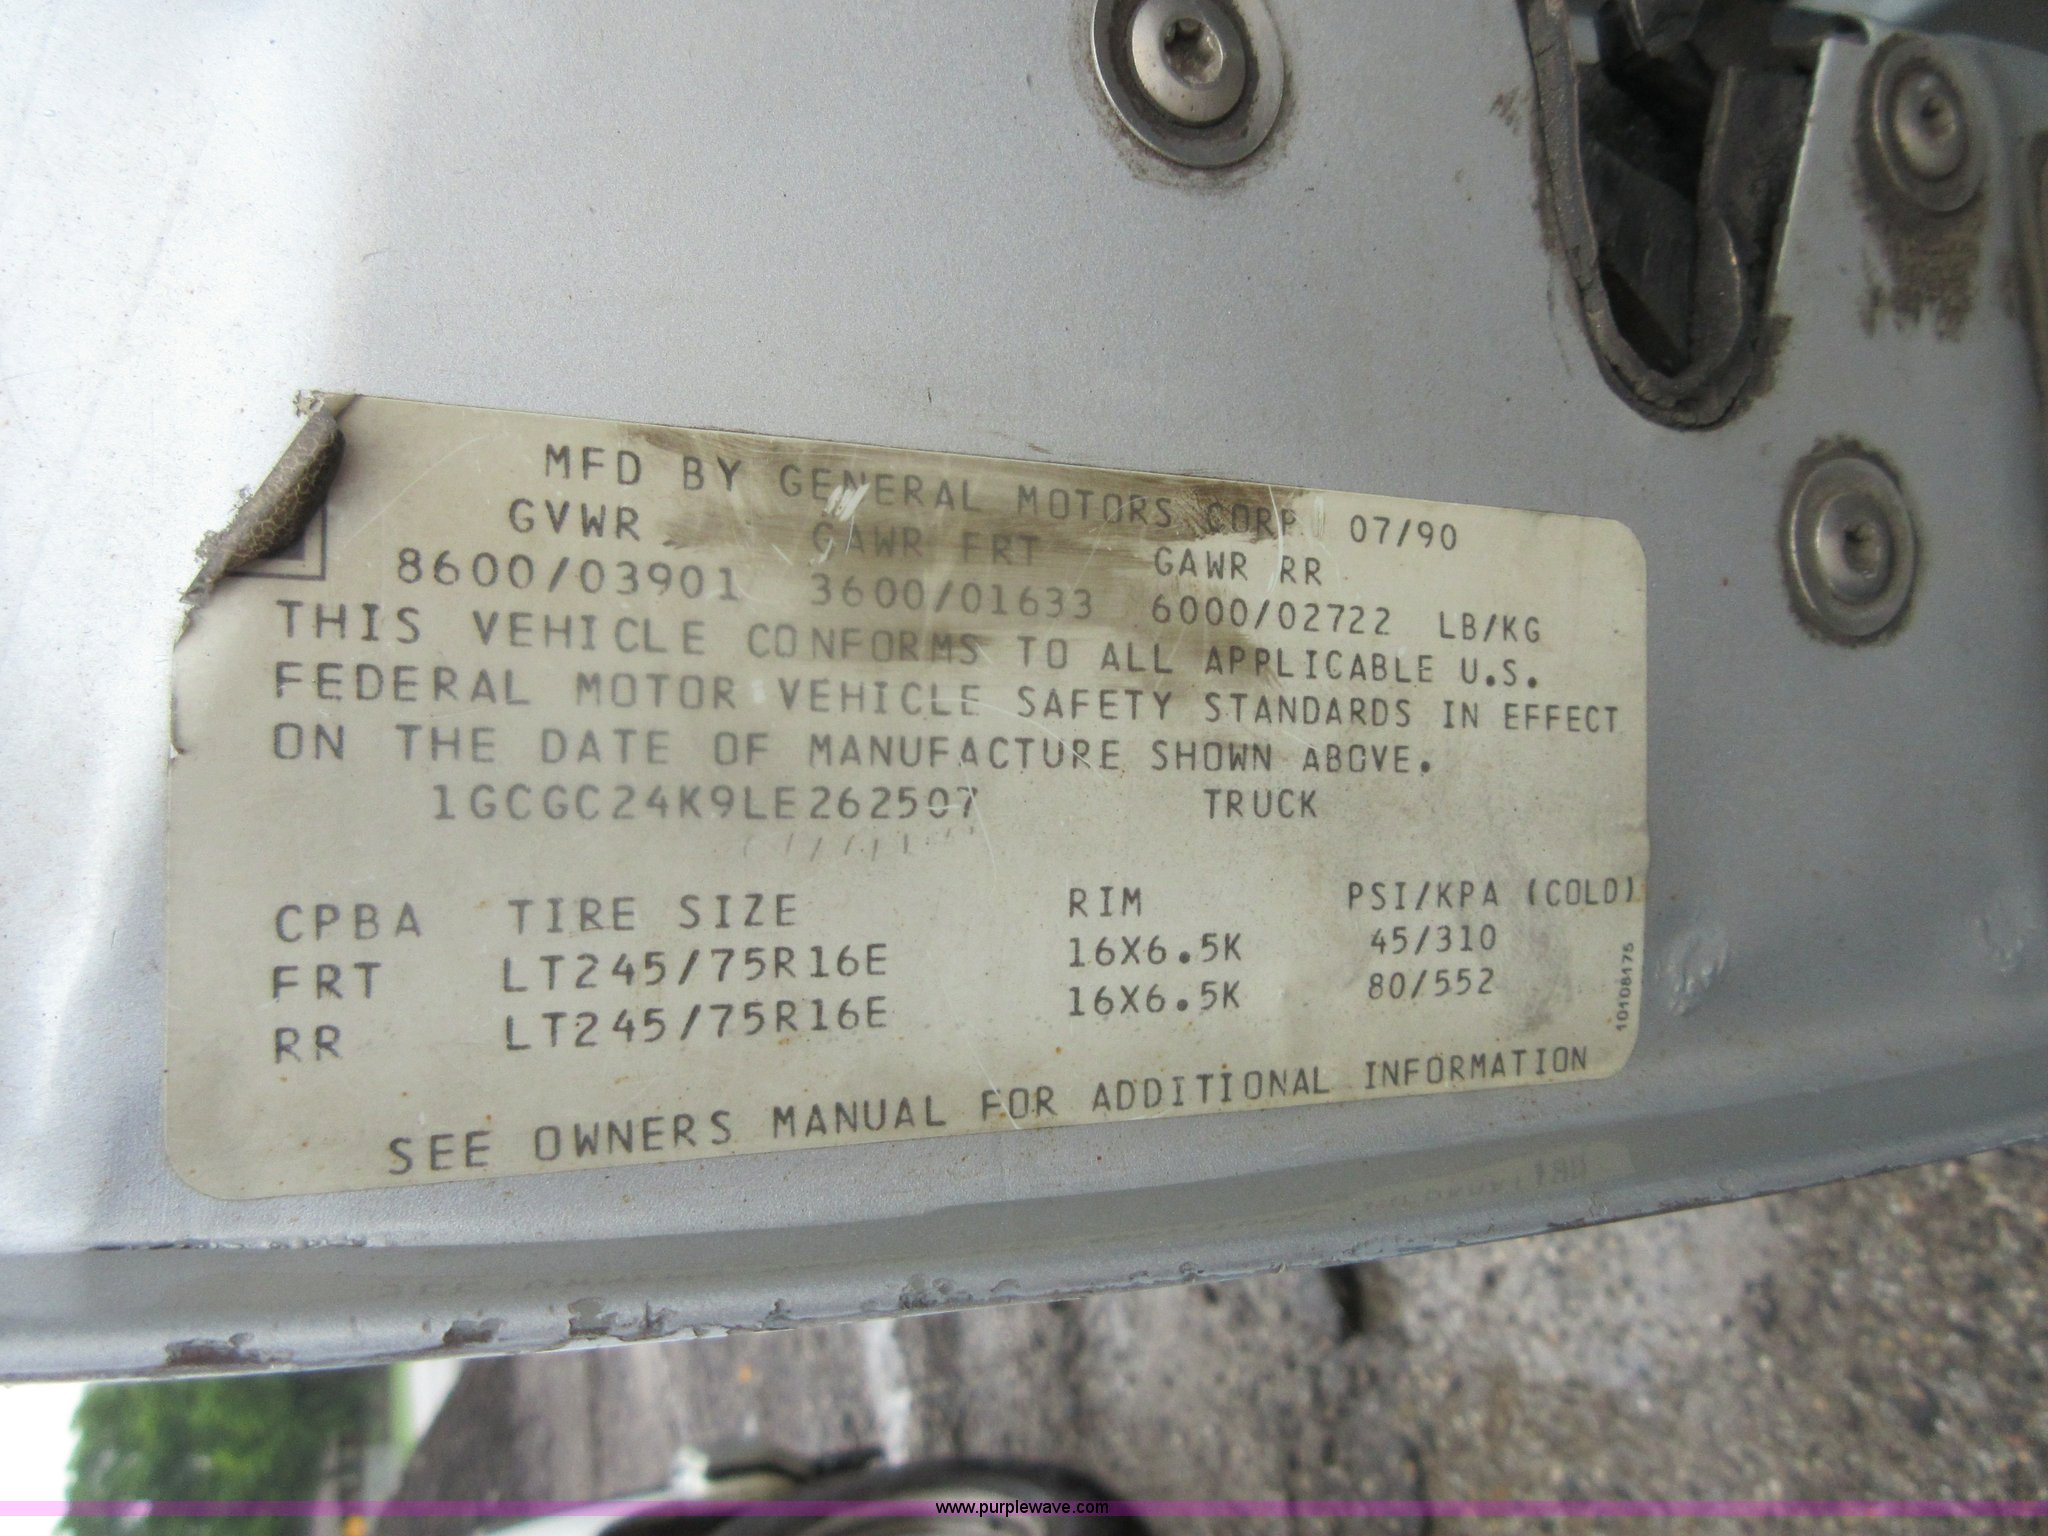 MFD BY GENERAL MOTORS CORP 07/90
GVWR GAWR FRT GAWR RR
8600/03901 3600/01633 6000/02722 LB/KG
THIS VEHICLE CONFORMS TO ALL APPLICABLE U.S.
FEDERAL MOTOR VEHICLE SAFETY STANDARDS IN EFFECT
ON THE DATE OF MANUFACTURE SHOWN ABOVE.
1GCGC24K9LE262507 TRUCK
CPBA TIRE SIZE RIM PSI/KPA (COLD)
FRT LT245/75R16E 16X6.5K 45/310
RR LT245/75R16E 16X6.5K 80/552
10108175
SEE OWNERS MANUAL FOR ADDITIONAL INFORMATION
www.purplewave.com